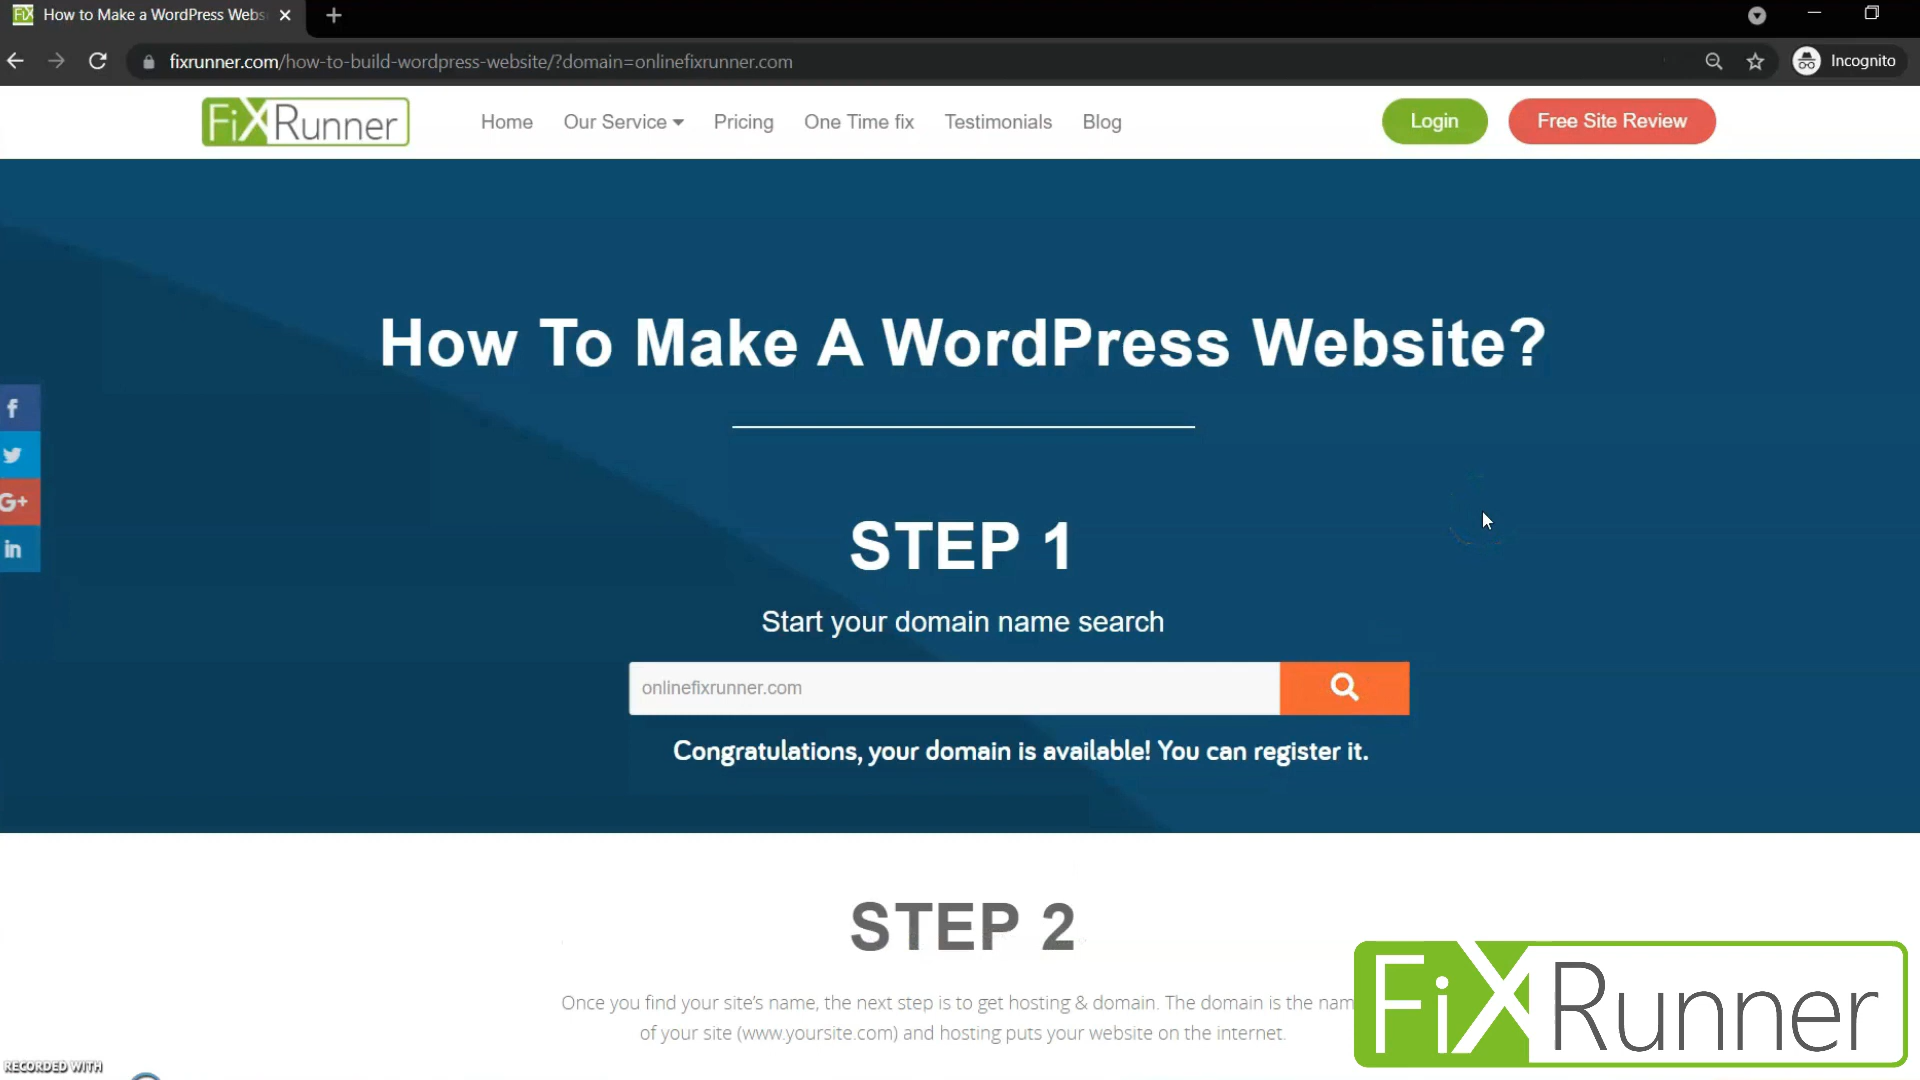 FiX How to Make a WordPress Webs
fixrunner.com/how-to-build-wordpress-website/?domain=onlinefixrunner.com
Incognito
FiXRunner
Home
Our Service
Pricing
One Time fix
Testimonials
Blog
Login
Free Site Review
How To Make A WordPress Website?
f
G+
in
STEP 1
Start your domain name search
onlinefixrunner.com
Congratulations, your domain is available! You can register it.
STEP 2
Once you find your site's name, the next step is to get hosting & domain. The domain is the nam
of your site (www.yoursite.com) and hosting puts your website on the internet.
FiXRunner
RECORDED WITH